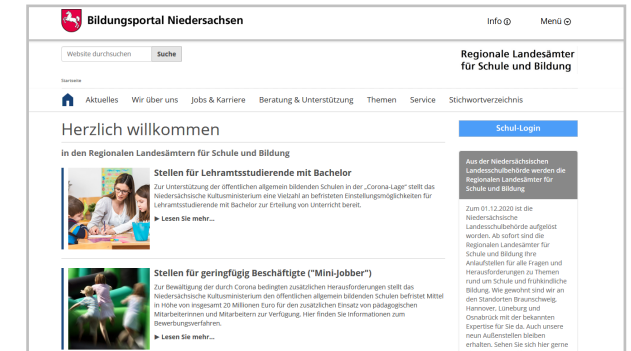 Bildungsportal Niedersachsen
Info
Menü
Website durchsuchen
Suche
Regionale Landesämter
für Schule und Bildung
Startseite
Aktuelles Wir über uns Jobs & Karriere Beratung & Unterstützung Themen Service Stichwortverzeichnis
Herzlich willkommen
in den Regionalen Landesämtern für Schule und Bildung
Stellen für Lehramtsstudierende mit Bachelor
Zur Unterstützung der öffentlichen allgemein bildenden Schulen in der „Corona-Lage“ stellt das
Niedersächsische Kultusministerium eine Vielzahl an befristeten Einstellungsmöglichkeiten für
Lehramtsstudierende mit Bachelor zur Erteilung von Unterricht bereit.
▶ Lesen Sie mehr...
Stellen für geringfügig Beschäftigte ("Mini-Jobber")
Zur Bewältigung der durch Corona bedingten zusätzlichen Herausforderungen stellt das
Niedersächsische Kultusministerium den öffentlichen allgemein bildenden Schulen befristet Mittel
in Höhe von insgesamt 20 Millionen Euro für den zusätzlichen Einsatz von pädagogischen
Mitarbeiterinnen und Mitarbeitern zur Verfügung. Hier finden Sie Informationen zum
Bewerbungsverfahren.
▶ Lesen Sie mehr...
Schul-Login
Aus der Niedersächsischen
Landesschulbehörde werden die
Regionalen Landesämter für
Schule und Bildung
Zum 01.12.2020 ist die
Niedersächsische
Landesschulbehörde aufgelöst
worden. Ab sofort sind die
Regionalen Landesämter für
Schule und Bildung Ihre
Anlaufstellen für alle Fragen und
Herausforderungen zu Themen
rund um Schule und frühkindliche
Bildung. Wie gewohnt sind wir an
den Standorten Braunschweig,
Hannover, Lüneburg und
Osnabrück mit der bekannten
Expertise für Sie da. Auch unsere
neun Außenstellen bleiben
erhalten. Sehen Sie sich hier gerne